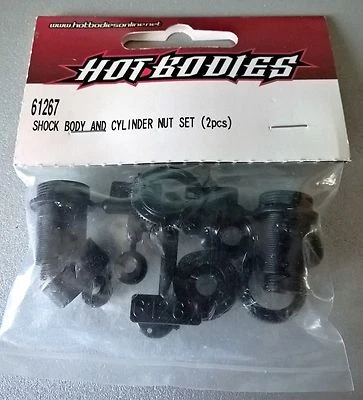 www.hotbodiesonline.net
HOT BODIES
61267
SHOCK BODY AND CYLINDER NUT SET (2pcs)